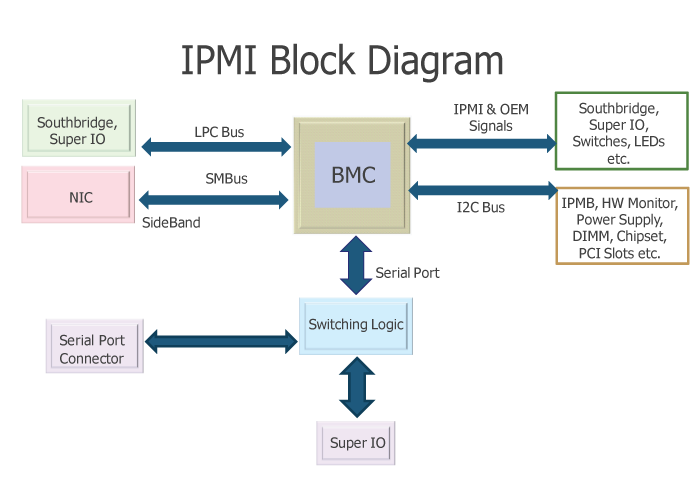 IPMI Block Diagram
Southbridge,
Super IO
LPC Bus
NIC
SMBus
SideBand
BMC
IPMI & OEM
Signals
Southbridge,
Super IO,
Switches, LEDs
etc.
I2C Bus
IPMB, HW Monitor,
Power Supply,
DIMM, Chipset,
PCI Slots etc.
Serial Port
Switching Logic
Serial Port
Connector
Super IO